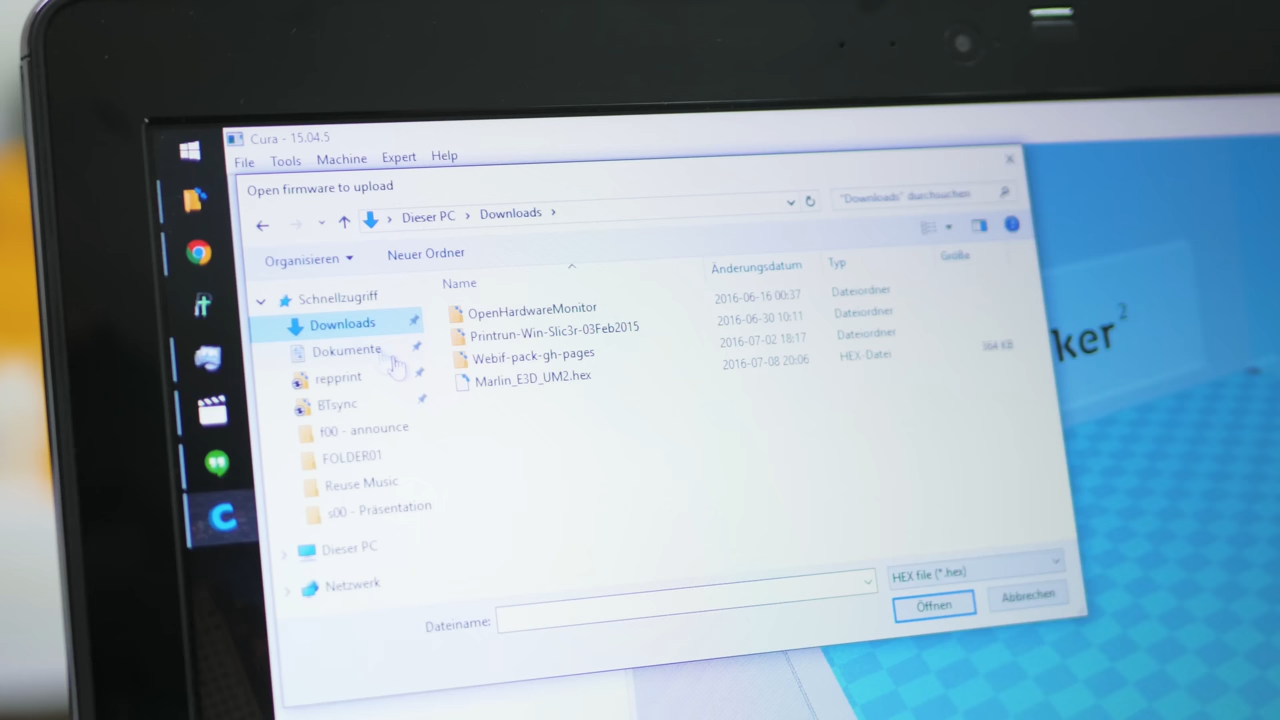 Cura - 15.04.5
File Tools Machine Expert Help
Open firmware to upload
Dieser PC Downloads
"Downloads" durchsuchen
Organisieren Neuer Ordner
Name Änderungsdatum Typ Größe
Schnellzugriff
Downloads
Dokumente
repprint
BTsync
f00 - announce
FOLDER01
Reuse Music
s00 - Präsentation
Dieser PC
Netzwerk
OpenHardwareMonitor 2016-06-16 00:37 Dateiordner
Printrun-Win-Slic3r-03Feb2015 2016-06-30 10:11 Dateiordner
Webif-pack-gh-pages 2016-07-02 18:17 Dateiordner
Marlin_E3D_UM2.hex 2016-07-08 20:06 HEX-Datei 364 KB
Dateiname: HEX file (*.hex)
Öffnen Abbrechen
ker²